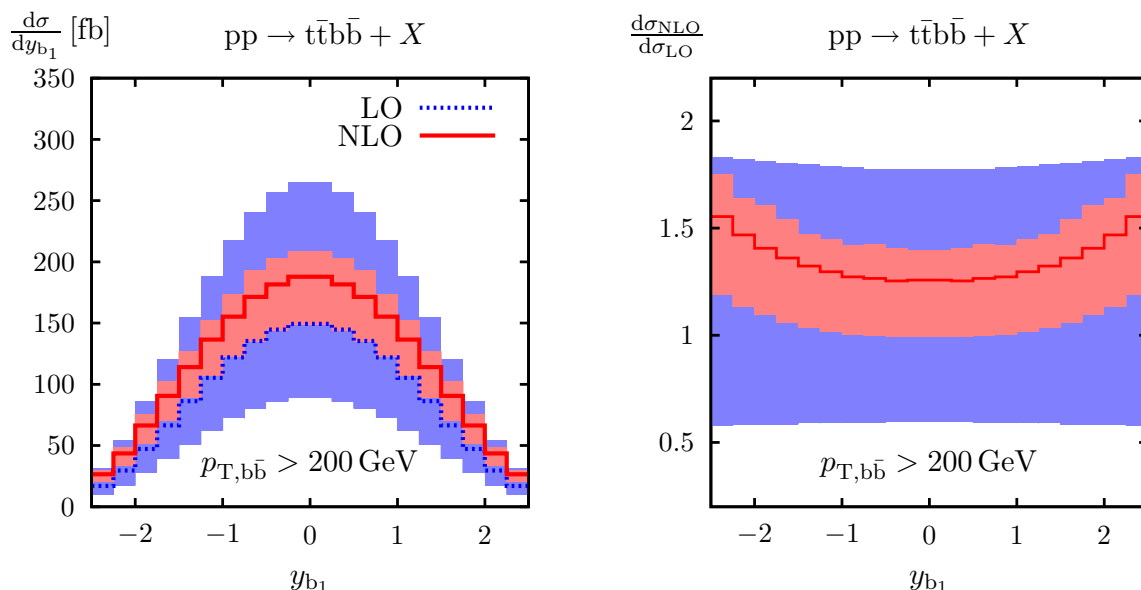 dσ/dy_b₁ [fb] pp → tt̄bb̄ + X
350
300
250
200
150
100
50
0
LO
NLO
p_T,bb̄ > 200 GeV
−2 −1 0 1 2
y_b₁
dσ_NLO/dσ_LO pp → tt̄bb̄ + X
2
1.5
1
0.5
p_T,bb̄ > 200 GeV
−2 −1 0 1 2
y_b₁